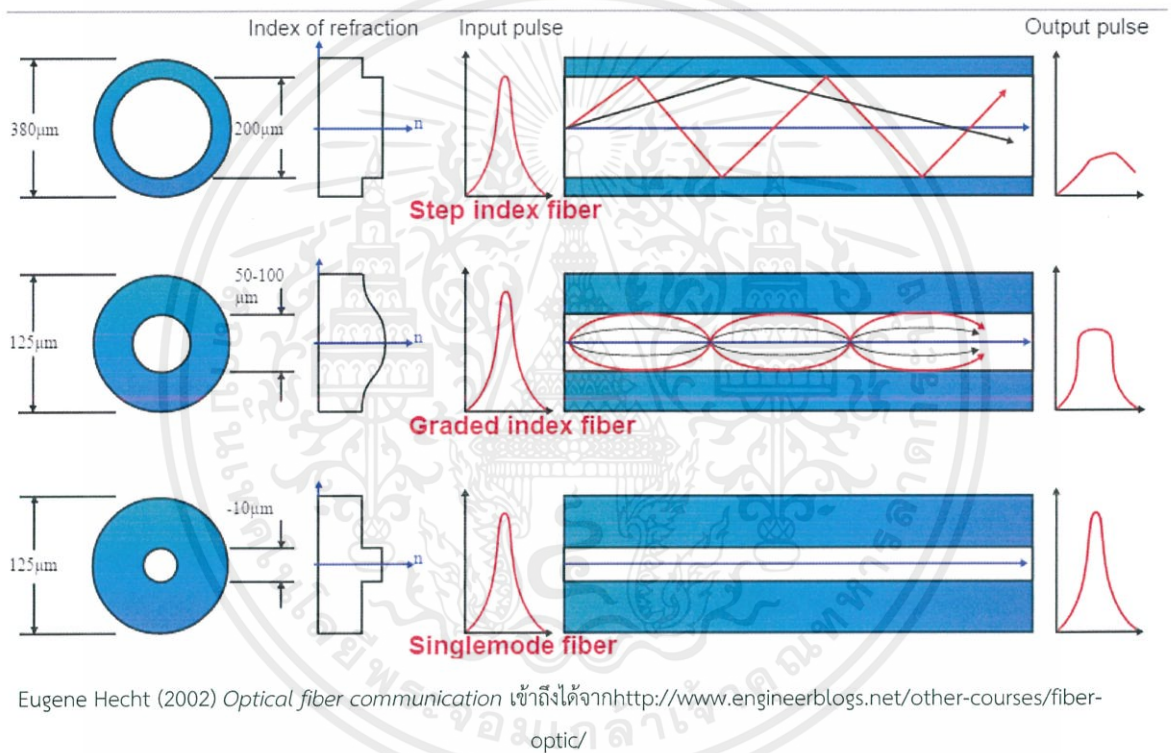 Index of refraction Input pulse Output pulse
380µm 200µm n
Step index fiber
50-100
µm
125µm n
Graded index fiber
-10µm
125µm n
Singlemode fiber
Eugene Hecht (2002) Optical fiber communication เข้าถึงได้จากhttp://www.engineerblogs.net/other-courses/fiber-
optic/